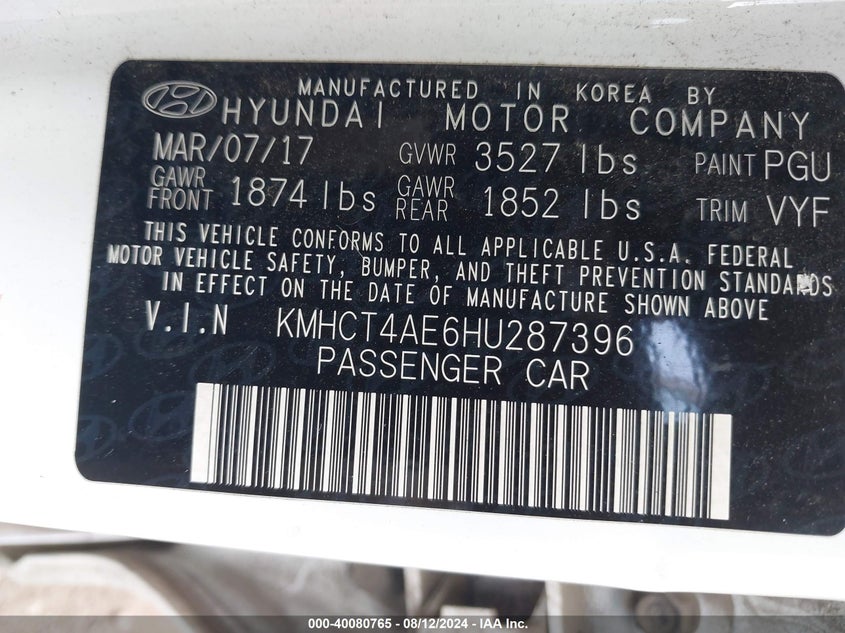 MANUFACTURED IN KOREA BY
HYUNDAI MOTOR COMPANY
MAR/07/17 GVWR 3527 lbs PAINT PGU
GAWR FRONT 1874 lbs GAWR REAR 1852 lbs TRIM VYF
THIS VEHICLE CONFORMS TO ALL APPLICABLE U.S.A. FEDERAL
MOTOR VEHICLE SAFETY, BUMPER, AND THEFT PREVENTION STANDARDS
IN EFFECT ON THE DATE OF MANUFACTURE SHOWN ABOVE
V.I.N KMHCT4AE6HU287396
PASSENGER CAR
000-40080765 - 08/12/2024 - IAA Inc.